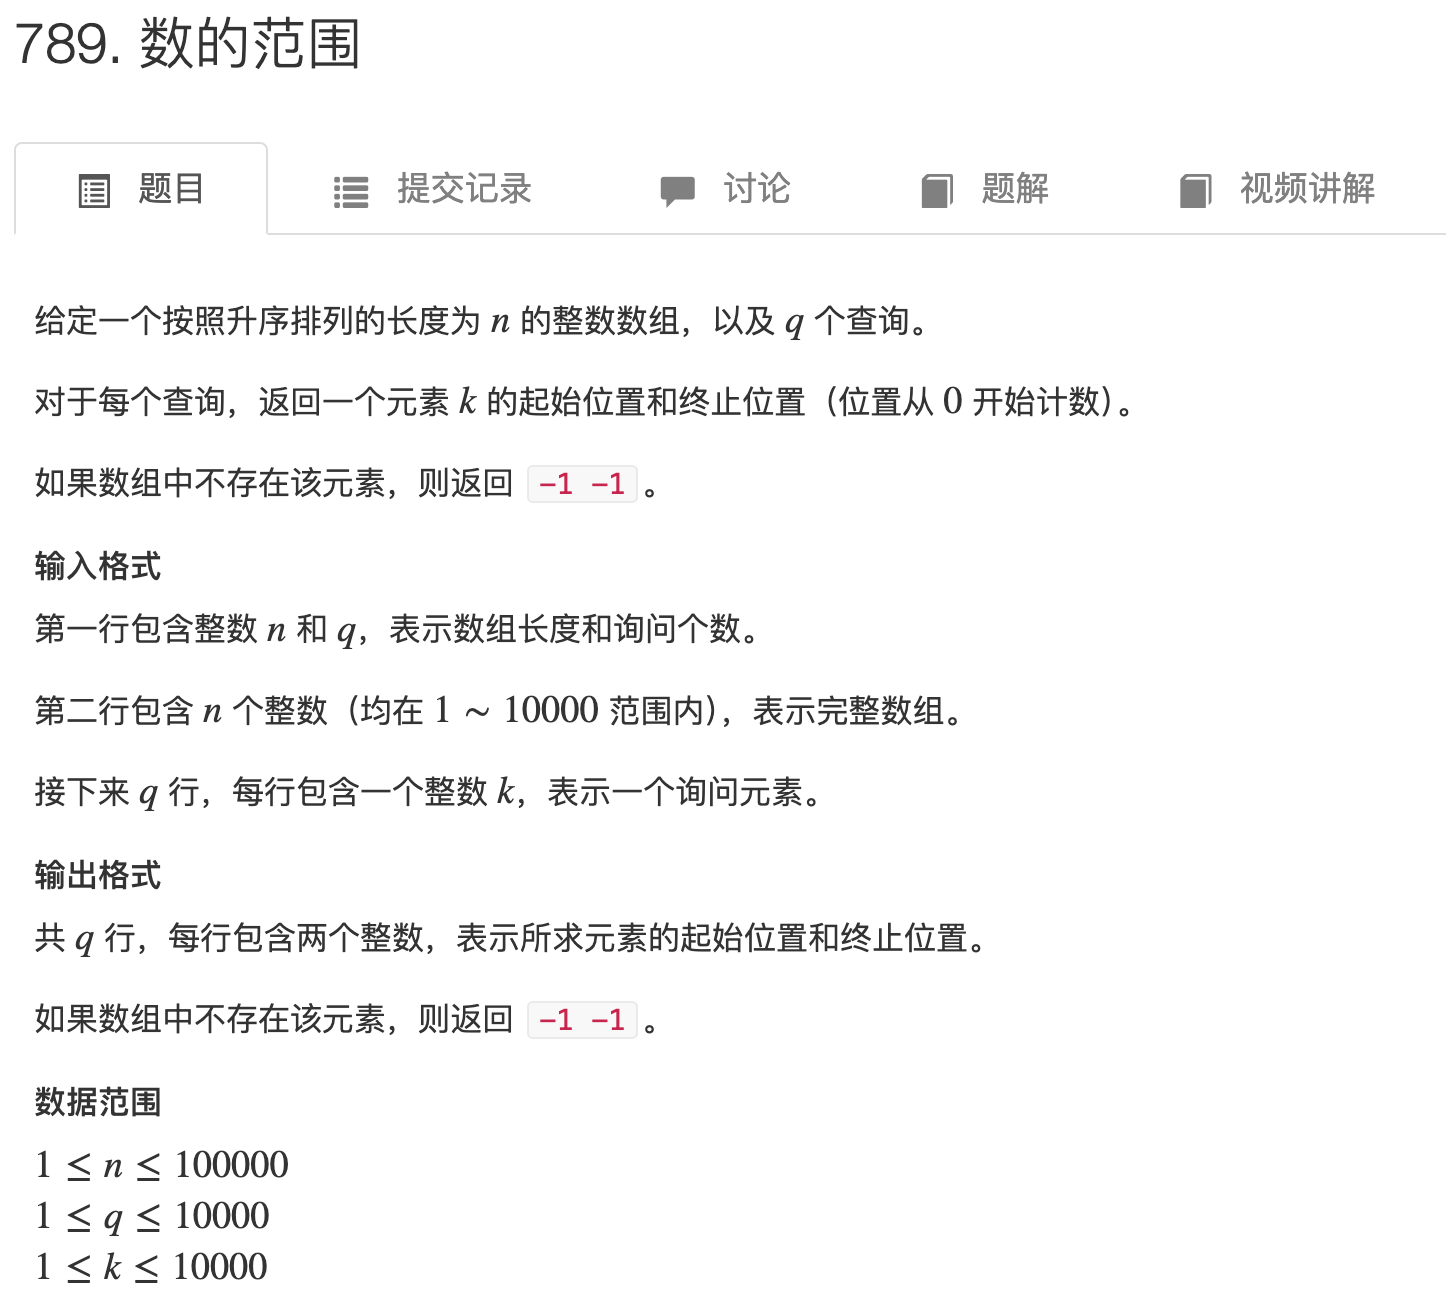 789. 数的范围
题目 提交记录 讨论 题解 视频讲解
给定一个按照升序排列的长度为 n 的整数数组，以及 q 个查询。
对于每个查询，返回一个元素 k 的起始位置和终止位置（位置从 0 开始计数）。
如果数组中不存在该元素，则返回 -1 -1 。
输入格式
第一行包含整数 n 和 q，表示数组长度和询问个数。
第二行包含 n 个整数（均在 1 ∼ 10000 范围内），表示完整数组。
接下来 q 行，每行包含一个整数 k，表示一个询问元素。
输出格式
共 q 行，每行包含两个整数，表示所求元素的起始位置和终止位置。
如果数组中不存在该元素，则返回 -1 -1 。
数据范围
1 ≤ n ≤ 100000
1 ≤ q ≤ 10000
1 ≤ k ≤ 10000